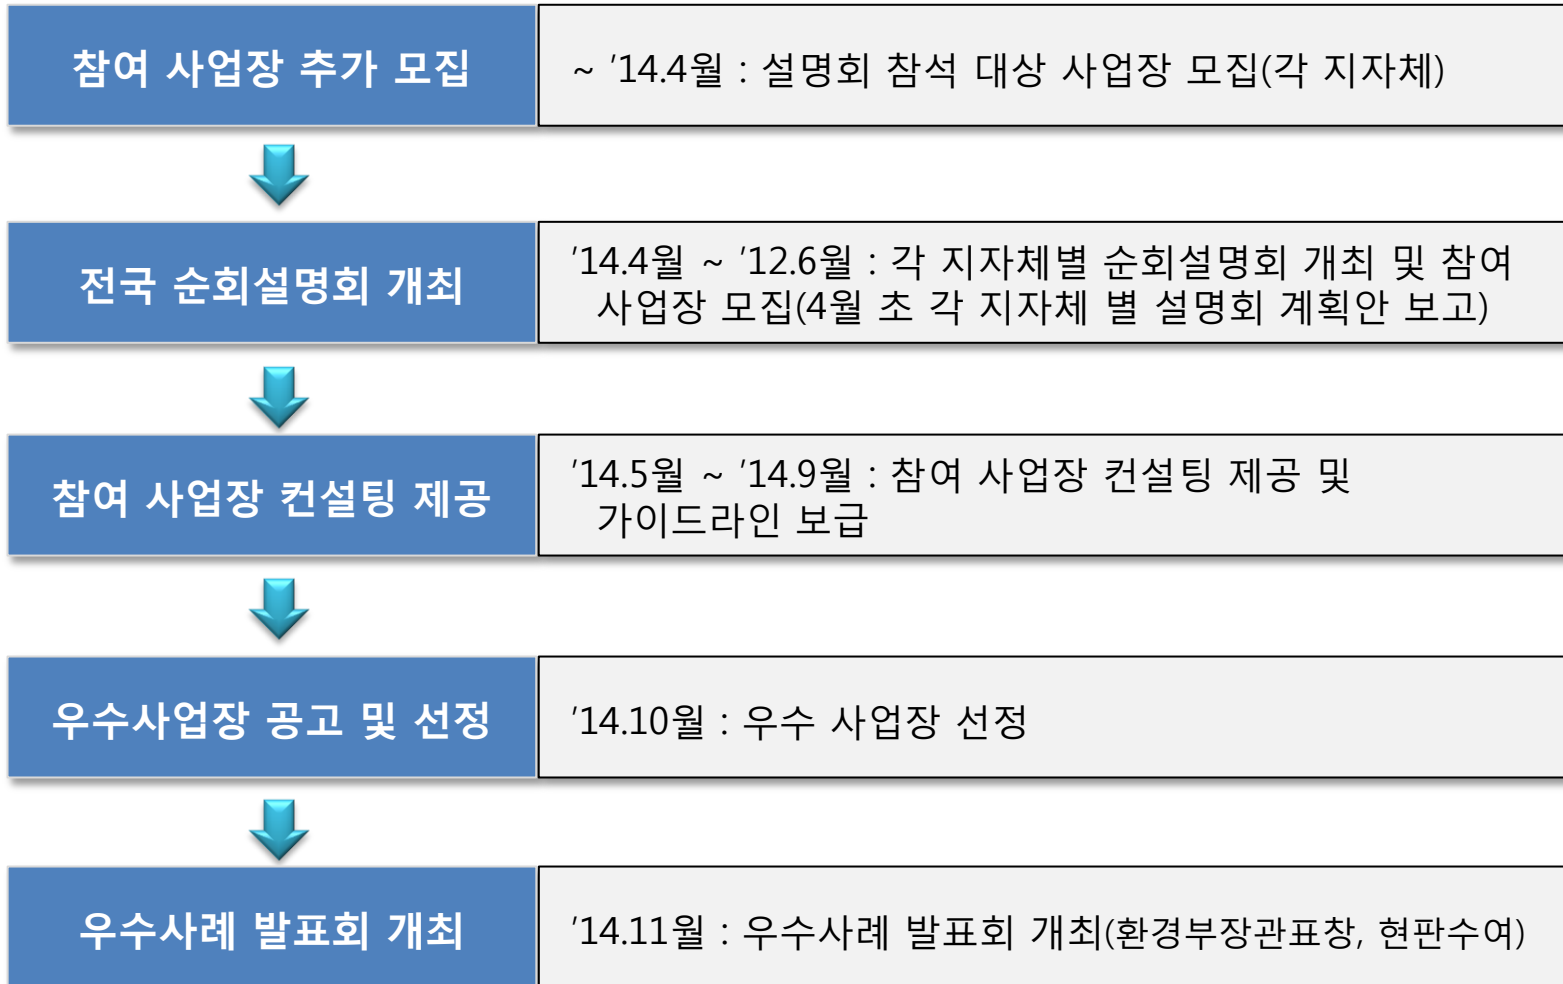 참여 사업장 추가 모집
~ '14.4월 : 설명회 참석 대상 사업장 모집(각 지자체)
전국 순회설명회 개최
'14.4월 ~ '12.6월 : 각 지자체별 순회설명회 개최 및 참여
사업장 모집(4월 초 각 지자체 별 설명회 계획안 보고)
참여 사업장 컨설팅 제공
'14.5월 ~ '14.9월 : 참여 사업장 컨설팅 제공 및
가이드라인 보급
우수사업장 공고 및 선정
'14.10월 : 우수 사업장 선정
우수사례 발표회 개최
'14.11월 : 우수사례 발표회 개최(환경부장관표창, 현판수여)